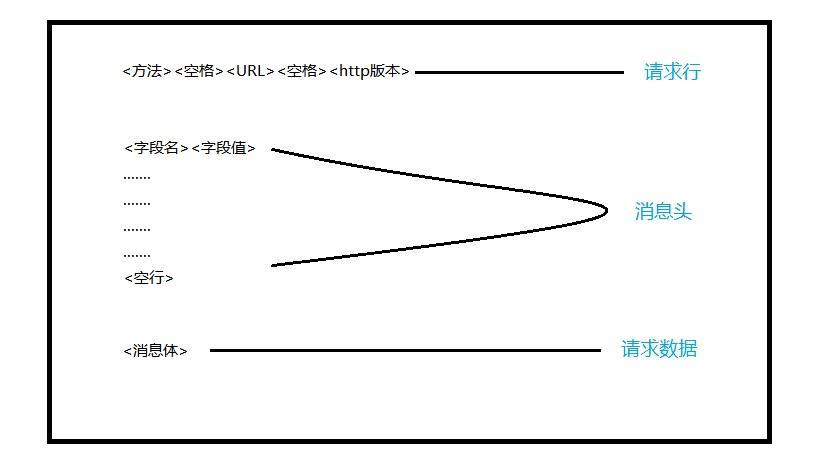 <方法><空格><URL><空格><http版本> 请求行
<字段名><字段值>
.......
.......
消息头
.......
.......
<空行>
<消息体> 请求数据